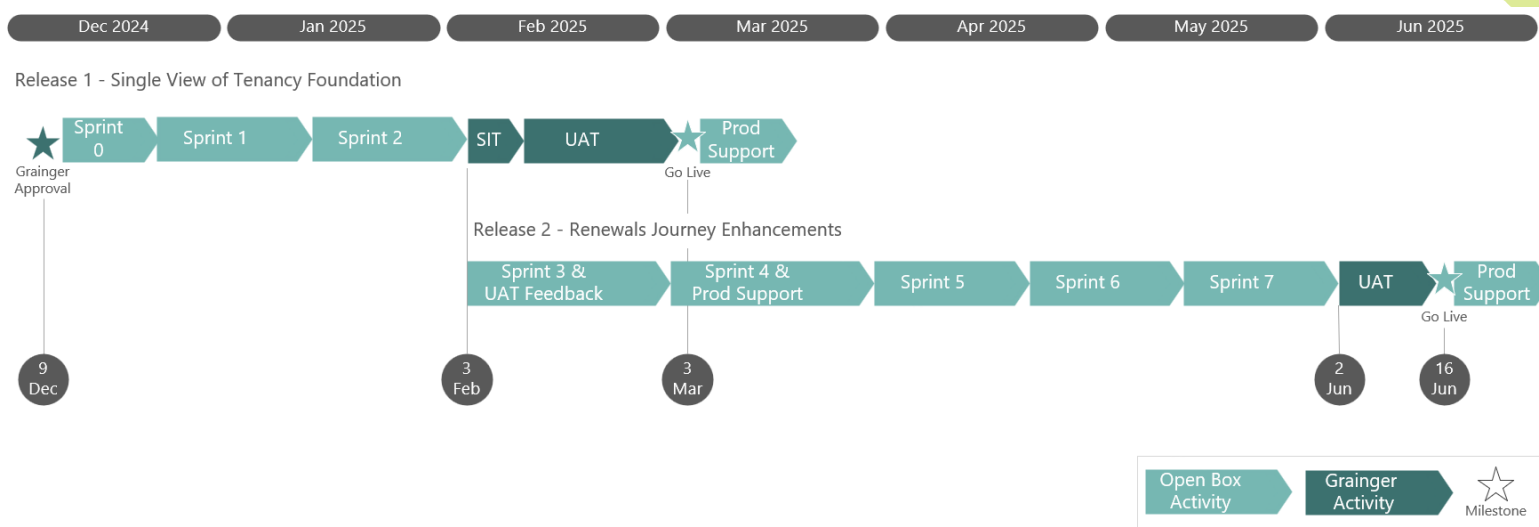 Dec 2024
Jan 2025
Feb 2025
Mar 2025
Apr 2025
May 2025
Jun 2025
Release 1 - Single View of Tenancy Foundation
Sprint
0
Sprint 1
Sprint 2
SIT
UAT
Prod
Support
Grainger
Approval
Go Live
Release 2 - Renewals Journey Enhancements
Sprint 3 &
UAT Feedback
Sprint 4 &
Prod Support
Sprint 5
Sprint 6
Sprint 7
UAT
Prod
Support
Go Live
9
Dec
3
Feb
3
Mar
2
Jun
16
Jun
Open Box
Activity
Grainger
Activity
Milestone